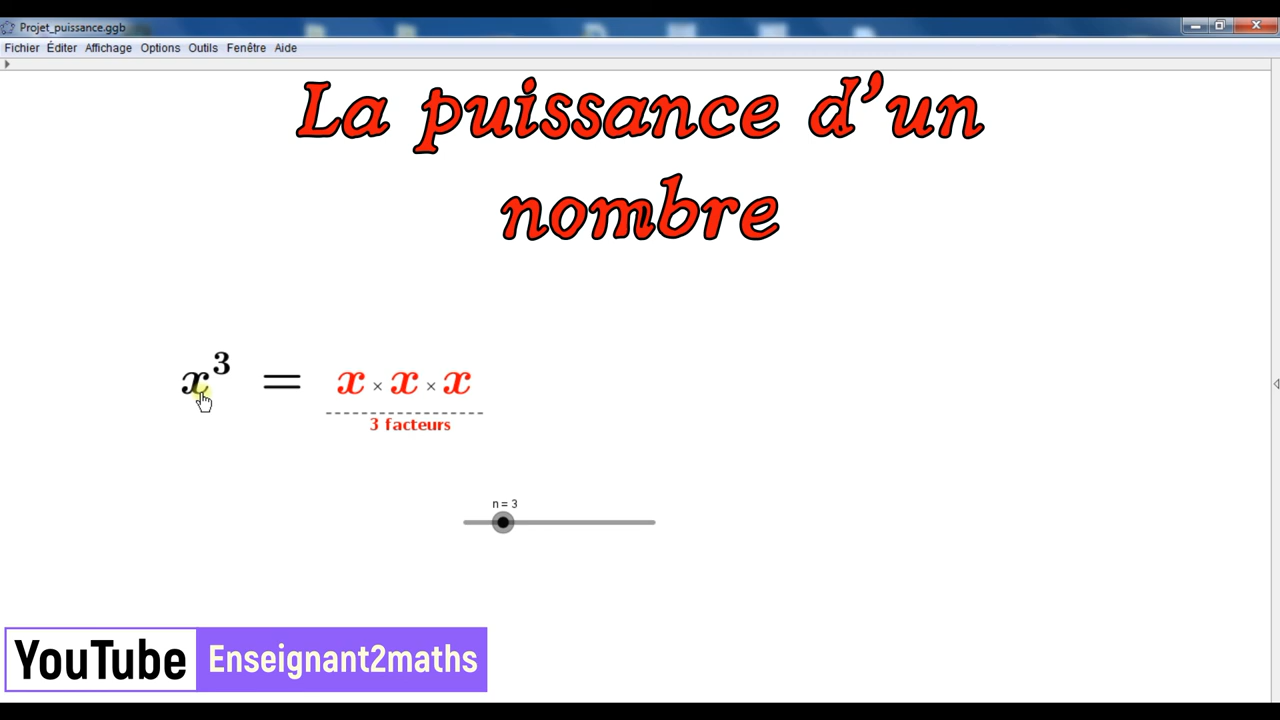 Projet_puissance.ggb
Fichier Éditer Affichage Options Outils Fenêtre Aide
La puissance d'un
nombre
x³ = x × x × x
3 facteurs
n = 3
YouTube Enseignant2maths